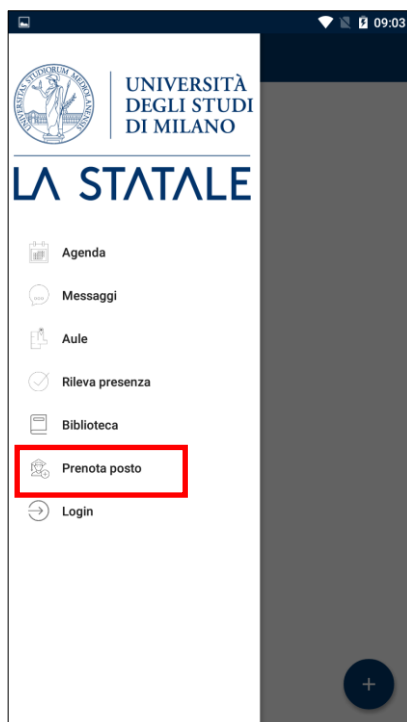 09:03
UNIVERSITÀ
DEGLI STUDI
DI MILANO
LA STATALE
Agenda
Messaggi
Aule
Rileva presenza
Biblioteca
Prenota posto
Login
+